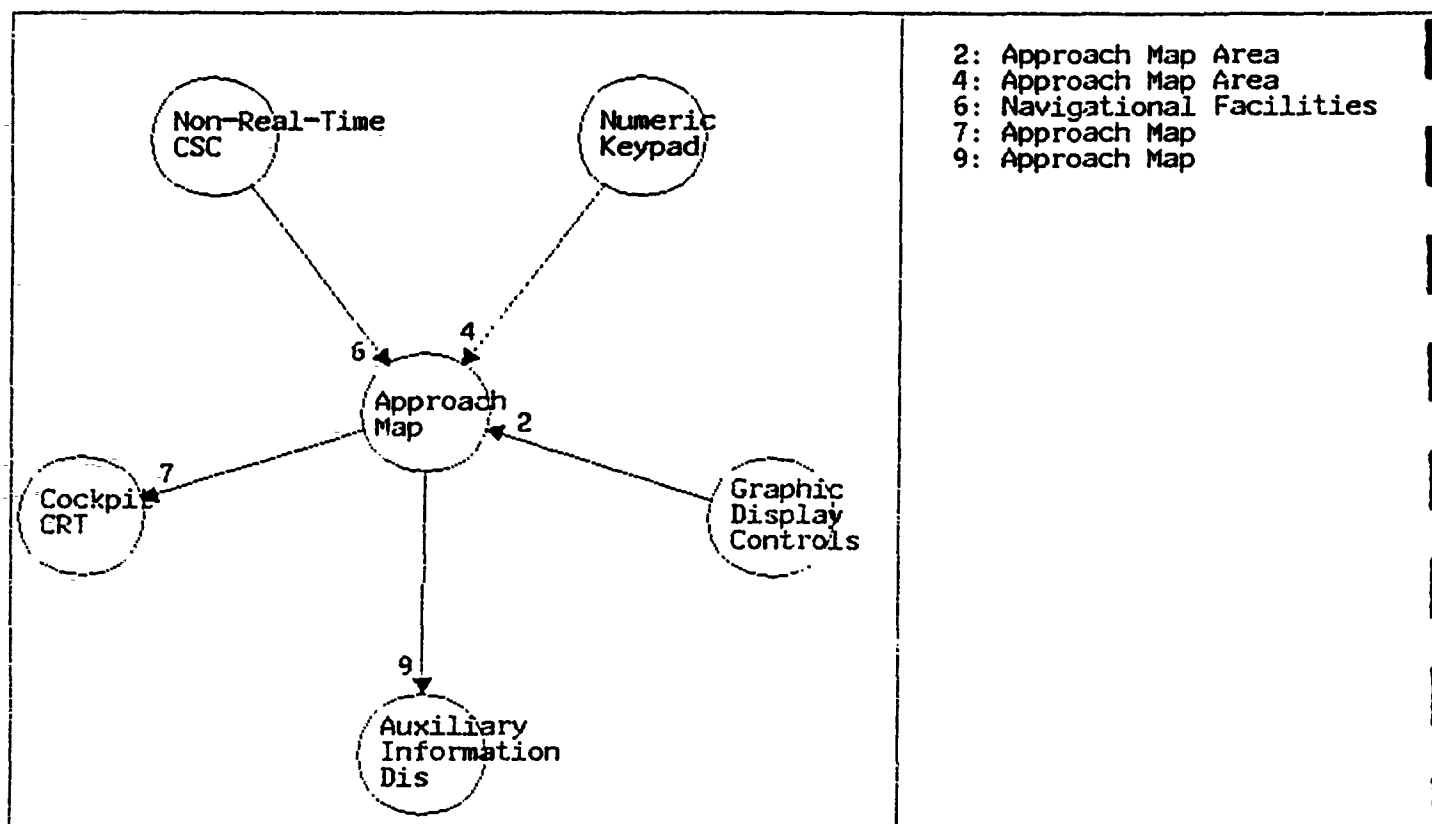 Non-Real-Time
CSC
Numeric
Keypad
6
4
Approach
Map
2
7
Cockpit
CRT
Graphic
Display
Controls
9
Auxiliary
Information
Dis
2: Approach Map Area
4: Approach Map Area
6: Navigational Facilities
7: Approach Map
9: Approach Map